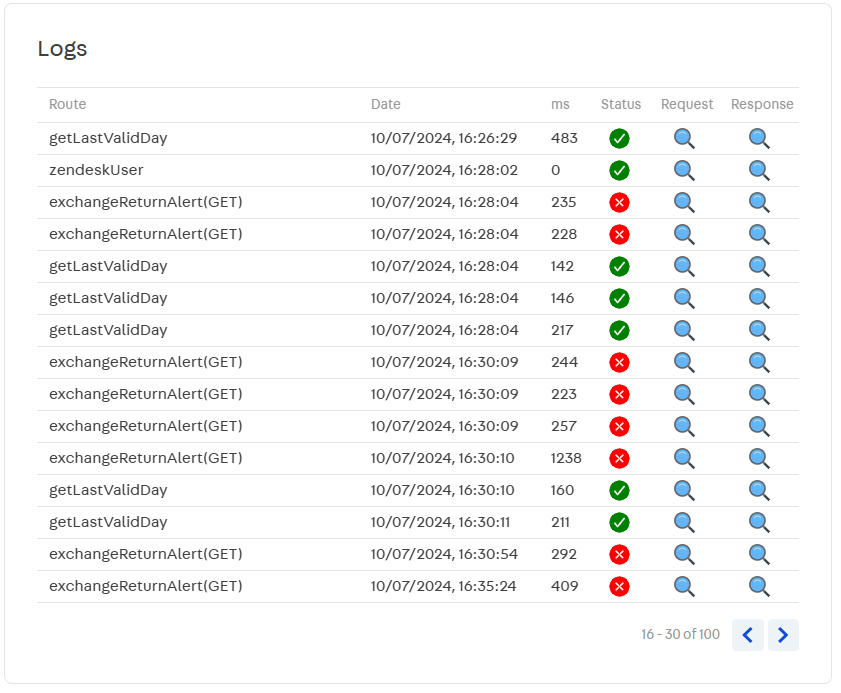 Logs
Route Date ms Status Request Response
getLastValidDay 10/07/2024, 16:26:29 483
zendeskUser 10/07/2024, 16:28:02 0
exchangeReturnAlert(GET) 10/07/2024, 16:28:04 235
exchangeReturnAlert(GET) 10/07/2024, 16:28:04 228
getLastValidDay 10/07/2024, 16:28:04 142
getLastValidDay 10/07/2024, 16:28:04 146
getLastValidDay 10/07/2024, 16:28:04 217
exchangeReturnAlert(GET) 10/07/2024, 16:30:09 244
exchangeReturnAlert(GET) 10/07/2024, 16:30:09 223
exchangeReturnAlert(GET) 10/07/2024, 16:30:09 257
exchangeReturnAlert(GET) 10/07/2024, 16:30:10 1238
getLastValidDay 10/07/2024, 16:30:10 160
getLastValidDay 10/07/2024, 16:30:11 211
exchangeReturnAlert(GET) 10/07/2024, 16:30:54 292
exchangeReturnAlert(GET) 10/07/2024, 16:35:24 409
16 - 30 of 100